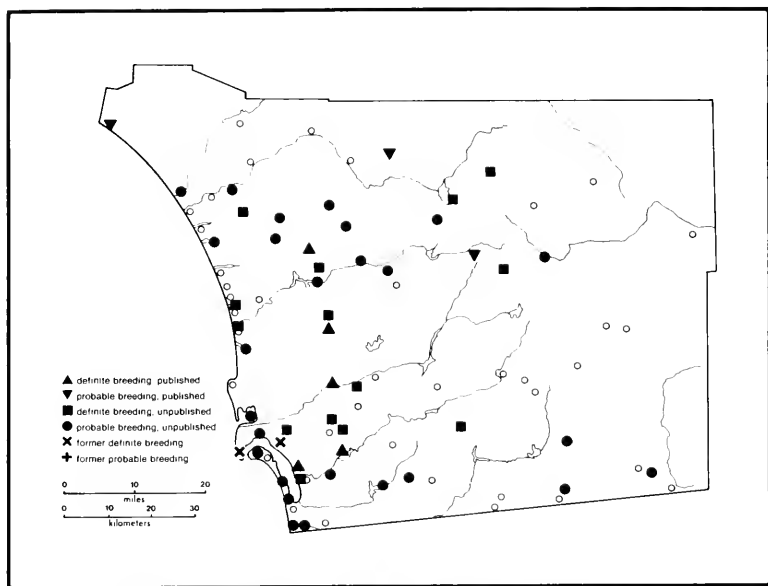 ▲ definite breeding, published
▼ probable breeding, published
■ definite breeding, unpublished
● probable breeding, unpublished
✕ former definite breeding
+ former probable breeding
0 10 20
miles
0 10 20 30
kilometers